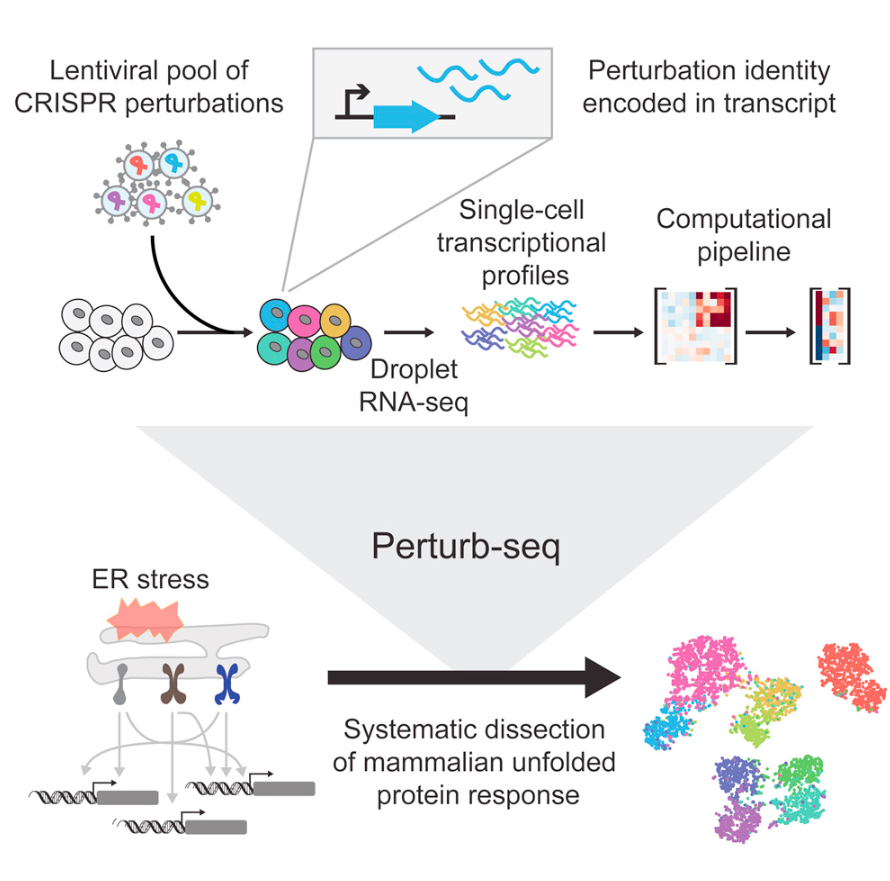 Lentiviral pool of
CRISPR perturbations
Perturbation identity
encoded in transcript
Single-cell
transcriptional
profiles
Computational
pipeline
Droplet
RNA-seq
Perturb-seq
ER stress
Systematic dissection
of mammalian unfolded
protein response